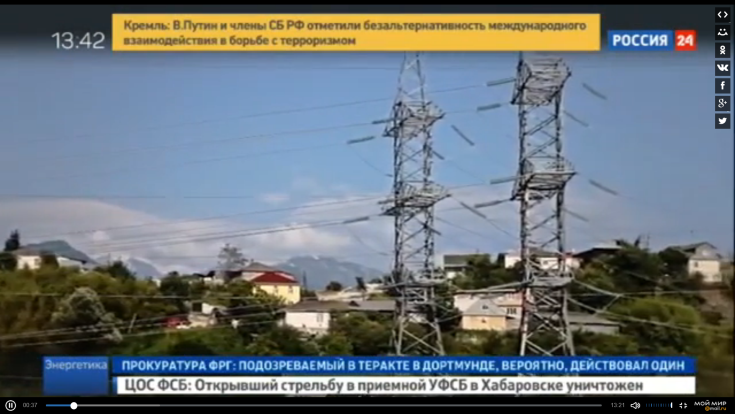 13:42
Кремль: В.Путин и члены СБ РФ отметили безальтернативность международного
взаимодействия в борьбе с терроризмом
РОССИЯ 24
Энергетика
ПРОКУРАТУРА ФРГ: ПОДОЗРЕВАЕМЫЙ В ТЕРАКТЕ В ДОРТМУНДЕ, ВЕРОЯТНО, ДЕЙСТВОВАЛ ОДИН
ЦОС ФСБ: Открывший стрельбу в приемной УФСБ в Хабаровске уничтожен
00:37
13:21
МОЙ МИР
@mail.ru